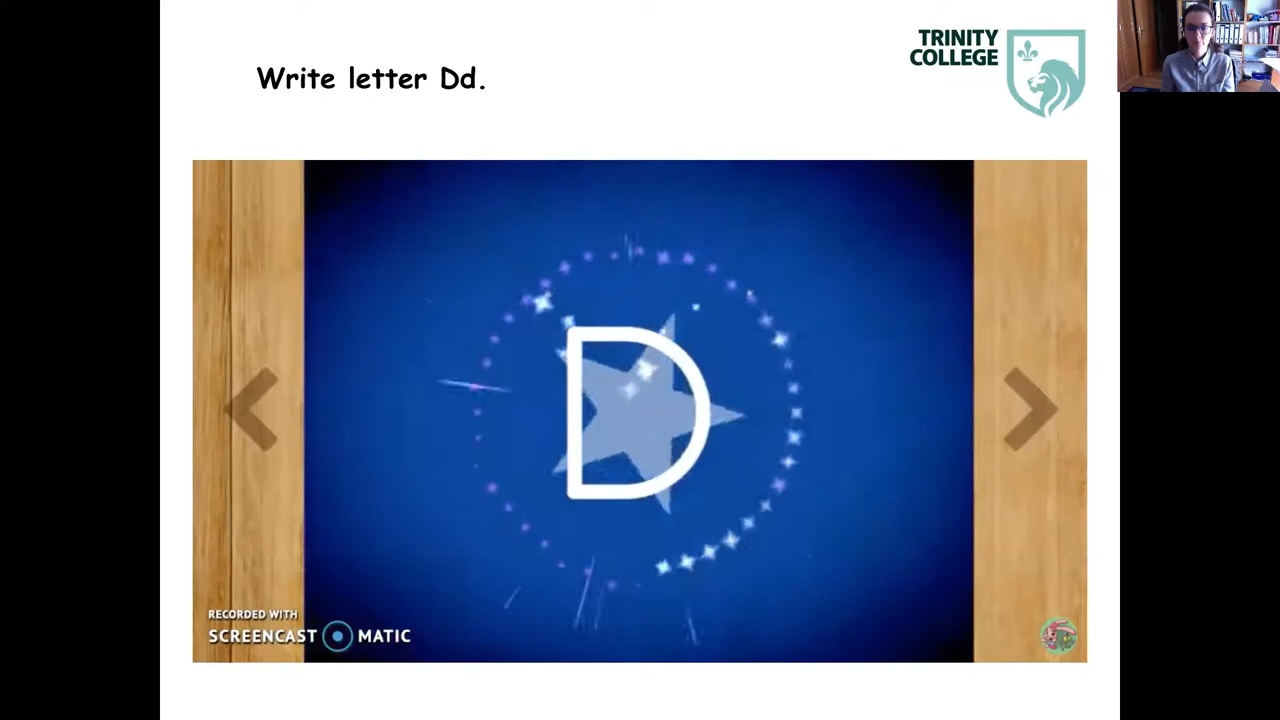 Write letter Dd.
TRINITY
COLLEGE
D
RECORDED WITH
SCREENCAST MATIC